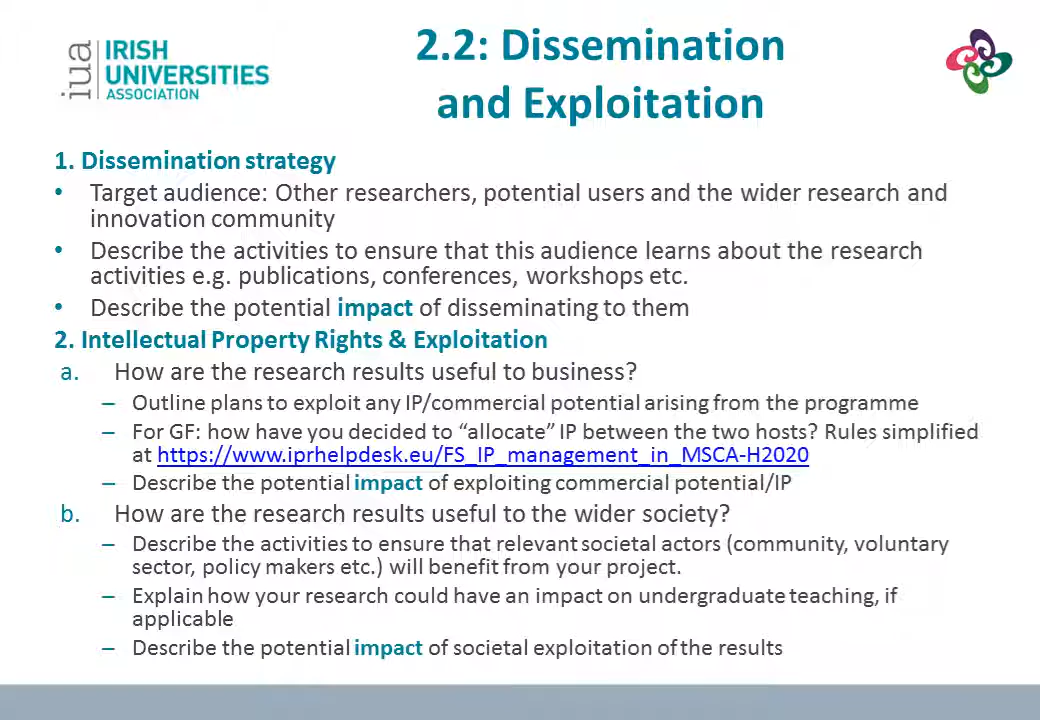 iua
IRISH
UNIVERSITIES
ASSOCIATION
2.2: Dissemination
and Exploitation
1. Dissemination strategy
• Target audience: Other researchers, potential users and the wider research and
innovation community
• Describe the activities to ensure that this audience learns about the research
activities e.g. publications, conferences, workshops etc.
• Describe the potential impact of disseminating to them
2. Intellectual Property Rights & Exploitation
a. How are the research results useful to business?
– Outline plans to exploit any IP/commercial potential arising from the programme
– For GF: how have you decided to “allocate” IP between the two hosts? Rules simplified
at https://www.iprhelpdesk.eu/FS_IP_management_in_MSCA-H2020
– Describe the potential impact of exploiting commercial potential/IP
b. How are the research results useful to the wider society?
– Describe the activities to ensure that relevant societal actors (community, voluntary
sector, policy makers etc.) will benefit from your project.
– Explain how your research could have an impact on undergraduate teaching, if
applicable
– Describe the potential impact of societal exploitation of the results